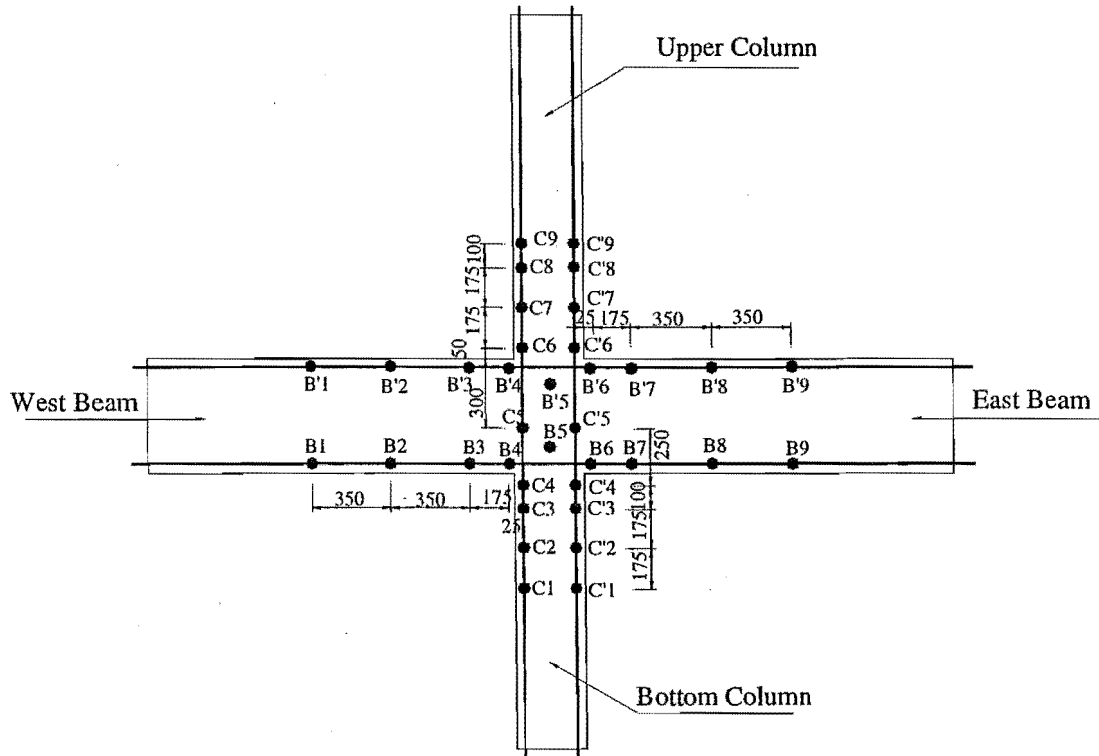 Upper Column
C9 C'9
100
C8 C'8
175
C7 C'7
175
25 175 350 350
C6 C'6
50
B'1 B'2 B'3 B'4 B'6 B'7 B'8 B'9
B'5
West Beam East Beam
300
C5 C'5
B5
250
B1 B2 B3 B4 B6 B7 B8 B9
C4 C'4
350 350 175
100
C3 C'3
25
175
C2 C'2
175
C1 C'1
Bottom Column